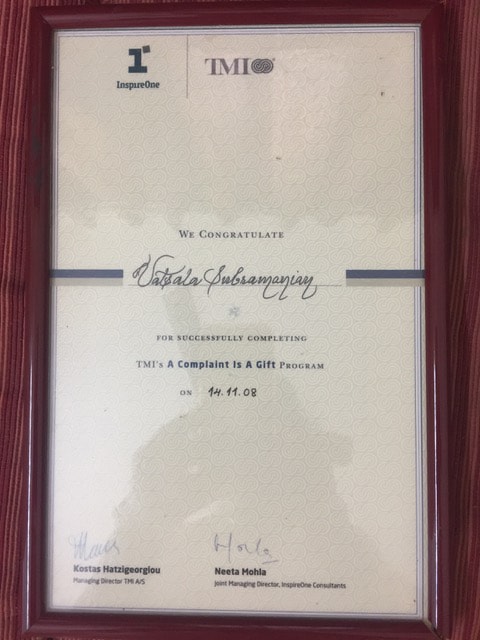 InspireOne
TMI
WE CONGRATULATE
Vatsala Subramanian
FOR SUCCESSFULLY COMPLETING
TMI's A Complaint Is A Gift PROGRAM
ON 14.11.08
Kostas Hatzigeorgiou
Managing Director TMI A/S
Neeta Mohla
Joint Managing Director, InspireOne Consultants